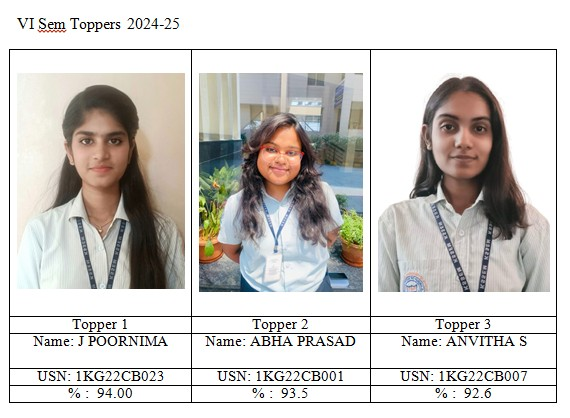 VI Sem Toppers 2024-25
Topper 1
Topper 2
Topper 3
Name: J POORNIMA
Name: ABHA PRASAD
Name: ANVITHA S
USN: 1KG22CB023
USN: 1KG22CB001
USN: 1KG22CB007
% : 94.00
% : 93.5
% : 92.6